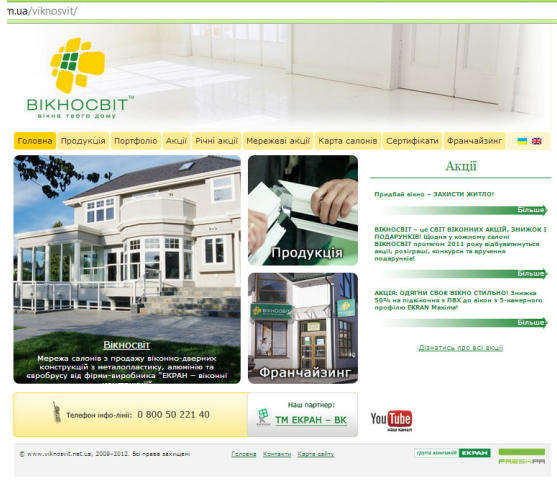 m.ua/viknosvit/
ВІКНОСВІТ™
вікна твого дому
Головна Продукція Портфоліо Акції Річні акції Мережеві акції Карта салонів Сертифікати Франчайзинг
Акції
Придбай вікно – ЗАХИСТИ ЖИТЛО!
Більше
ВІКНОСВІТ – це СВІТ ВІКОННИХ АКЦІЙ, ЗНИЖОК І
ПОДАРУНКІВ! Щодня у кожному салоні
ВІКНОСВІТ протягом 2011 року відбуватимуться
акції, розіграші, конкурси та вручення
подарунків!
Більше
АКЦІЯ: ОДЯГНИ СВОЄ ВІКНО СТИЛЬНО! Знижка
50% на підвіконня з ПВХ до вікон з 5-камерного
профілю EKRAN Maxima!
Більше
Дізнатись про всі акції
Продукція
ВІКНОСВІТ
Франчайзинг
Вікносвіт
Мережа салонів з продажу віконно-дверних
конструкцій з металопластику, алюмінію та
євробрусу від фірми-виробника "ЕКРАН – віконні
Телефон інфо-лінії: 0 800 50 221 40
Наш партнер:
ТМ ЕКРАН – ВК
You Tube
наш канал
© www.viknosvit.net.ua, 2009–2012. Всі права захищені
Головна Контакти Карта сайту
група компаній ЕКРАН
FRESH-PR